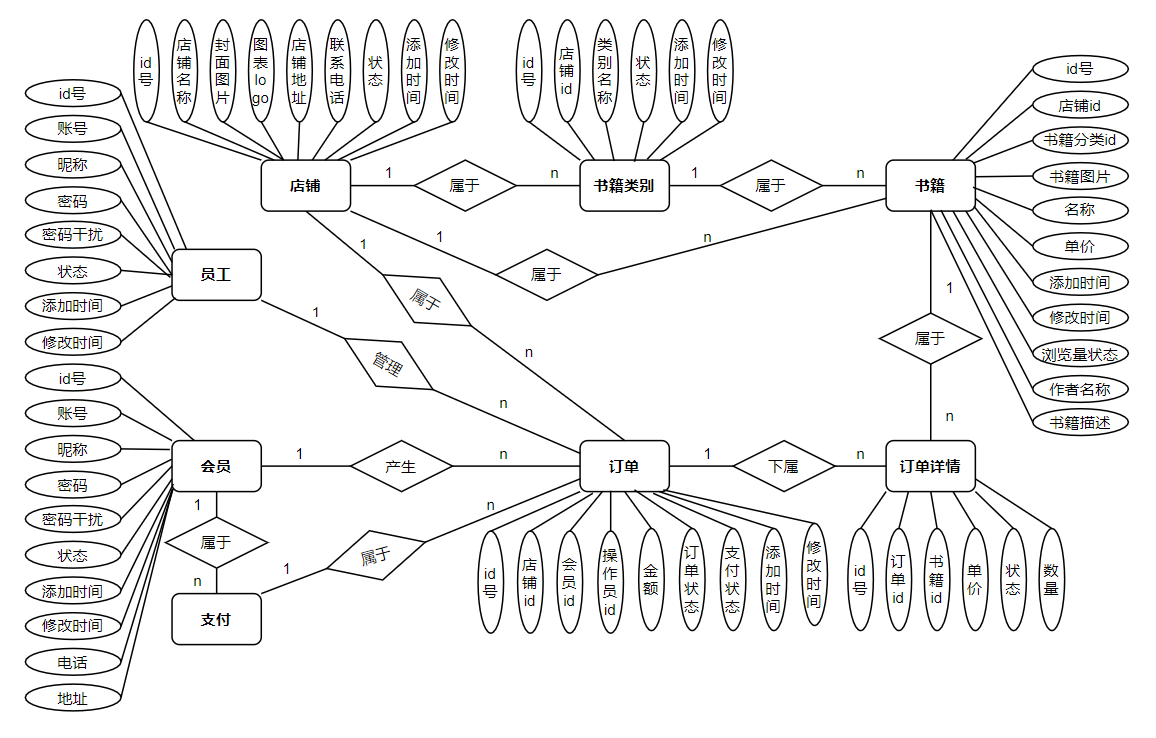 id号
店铺名称
封面图片
图表logo
店铺地址
联系电话
状态
添加时间
修改时间
id号
店铺id
类别名称
状态
添加时间
修改时间
id号
店铺id
书籍分类id
书籍图片
名称
单价
添加时间
修改时间
浏览量状态
作者名称
书籍描述
id号
账号
昵称
密码
密码干扰
状态
添加时间
修改时间
店铺
1
属于
n
书籍类别
1
属于
n
书籍
1
1
属于
n
员工
属于
1
1
属于
管理
n
n
n
id号
账号
昵称
密码
密码干扰
状态
添加时间
修改时间
电话
地址
会员
1
产生
n
订单
1
下属
n
订单详情
1
属于
n
支付
1
属于
n
id号
店铺id
会员id
操作员id
金额
订单状态
支付状态
添加时间
修改时间
id号
订单id
书籍id
单价
状态
数量